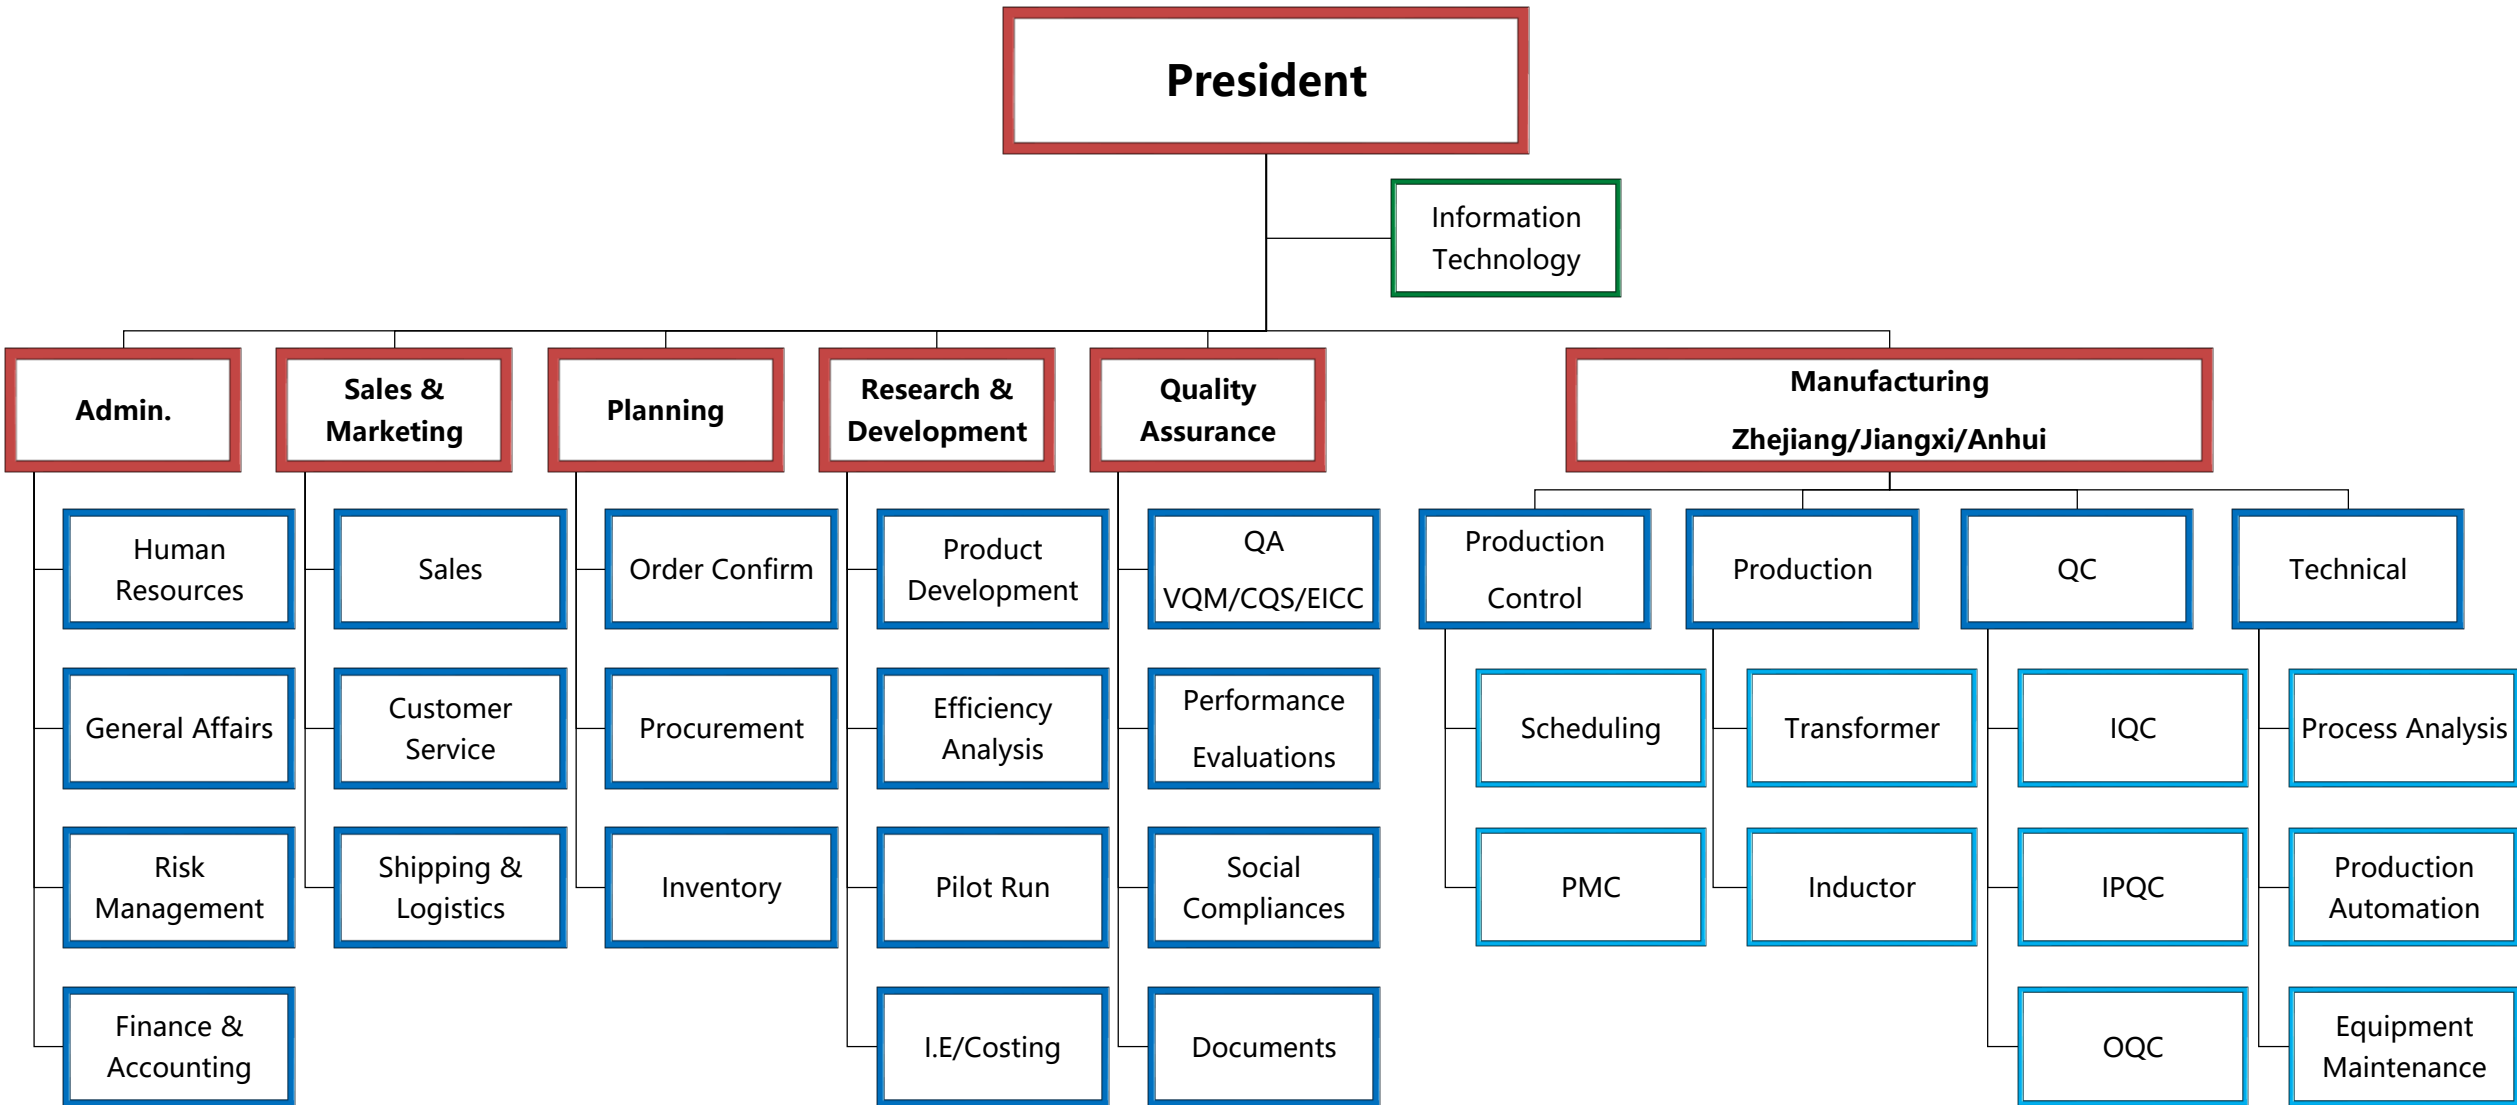 President
Information
Technology
Admin.
Sales &
Marketing
Planning
Research &
Development
Quality
Assurance
Manufacturing
Zhejiang/Jiangxi/Anhui
Human
Resources
General Affairs
Risk
Management
Finance &
Accounting
Sales
Customer
Service
Shipping &
Logistics
Order Confirm
Procurement
Inventory
Product
Development
Efficiency
Analysis
Pilot Run
I.E/Costing
QA
VQM/CQS/EICC
Performance
Evaluations
Social
Compliances
Documents
Production
Control
Scheduling
PMC
Production
Transformer
Inductor
QC
IQC
IPQC
OQC
Technical
Process Analysis
Production
Automation
Equipment
Maintenance